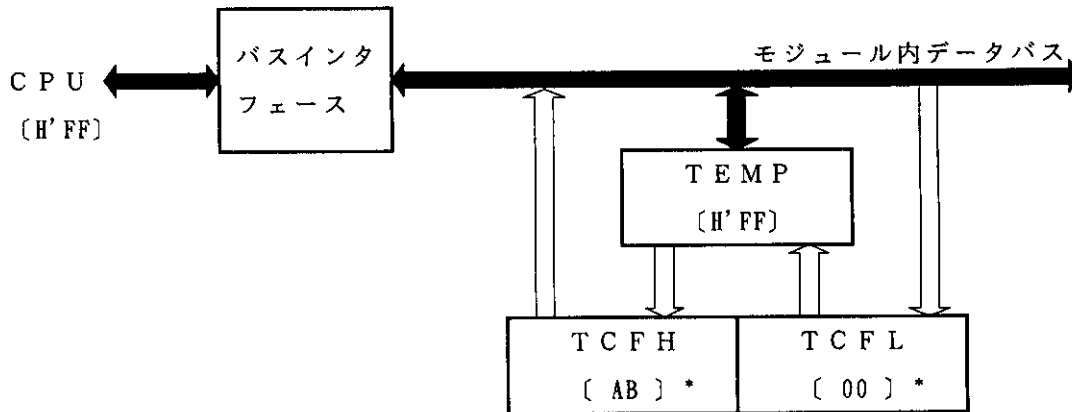 バスインタ
フェース
モジュール内データバス
CPU
〔H'FF〕
TEMP
〔H'FF〕
TCFH
〔 AB 〕*
TCFL
〔 00 〕*